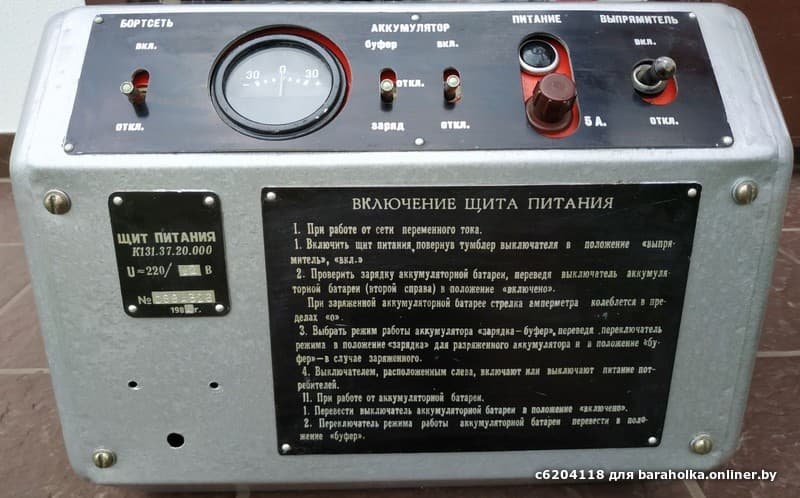 БОРТСЕТЬ
АККУМУЛЯТОР
ПИТАНИЕ
ВЫПРЯМИТЕЛЬ
вкл.
буфер
вкл.
вкл.
30 0 30
откл.
откл.
заряд
откл.
5 А.
откл.
ЩИТ ПИТАНИЯ
К131.37.20.000
U≈220/ В
№
198 г.
ВКЛЮЧЕНИЕ ЩИТА ПИТАНИЯ
1. При работе от сети переменного тока.
1. Включить щит питания, повернув тумблер выключателя в положение «выпря-
митель», «вкл.»
2. Проверить зарядку аккумуляторной батареи, переведя выключатель аккумуля-
торной батареи (второй справа) в положение «включено».
При заряженной аккумуляторной батарее стрелка амперметра колеблется в пре-
делах «о».
3. Выбрать режим работы аккумулятора «зарядка–буфер», переведя переключатель
режима в положение «зарядка» для разряженного аккумулятора и в положение «бу-
фер»–в случае заряженного.
4. Выключателем, расположенным слева, включают или выключают питание пот-
ребителей.
11. При работе от аккумуляторной батареи.
1. Перевести выключатель аккумуляторной батареи в положение «включено».
2. Переключатель режима работы аккумуляторной батареи перевести в поло-
жение «буфер».
c6204118 для baraholka.onliner.by